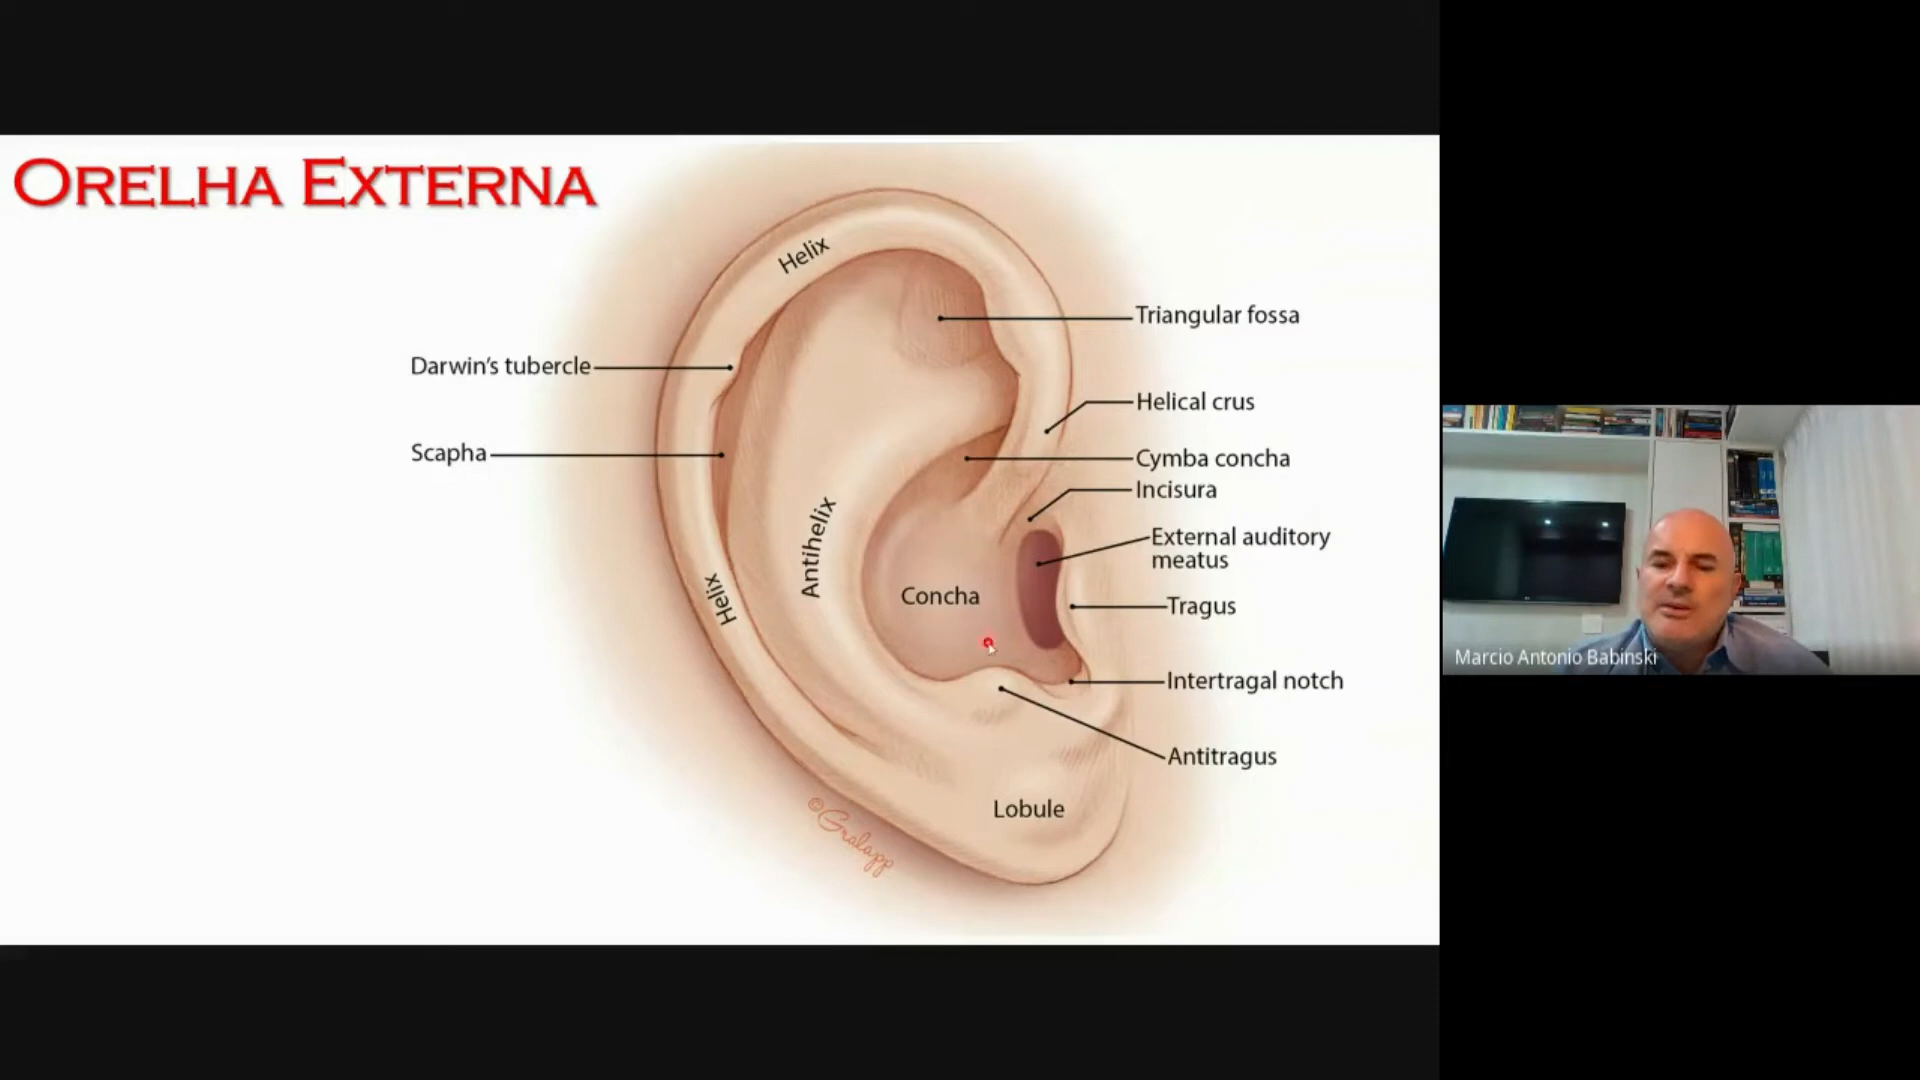 ORELHA EXTERNA
Helix
Triangular fossa
Darwin's tubercle
Helical crus
Scapha
Cymba concha
Incisura
Antihelix
External auditory
meatus
Helix
Concha
Tragus
Intertragal notch
Antitragus
Lobule
©Gralapp
Marcio Antonio Babinski